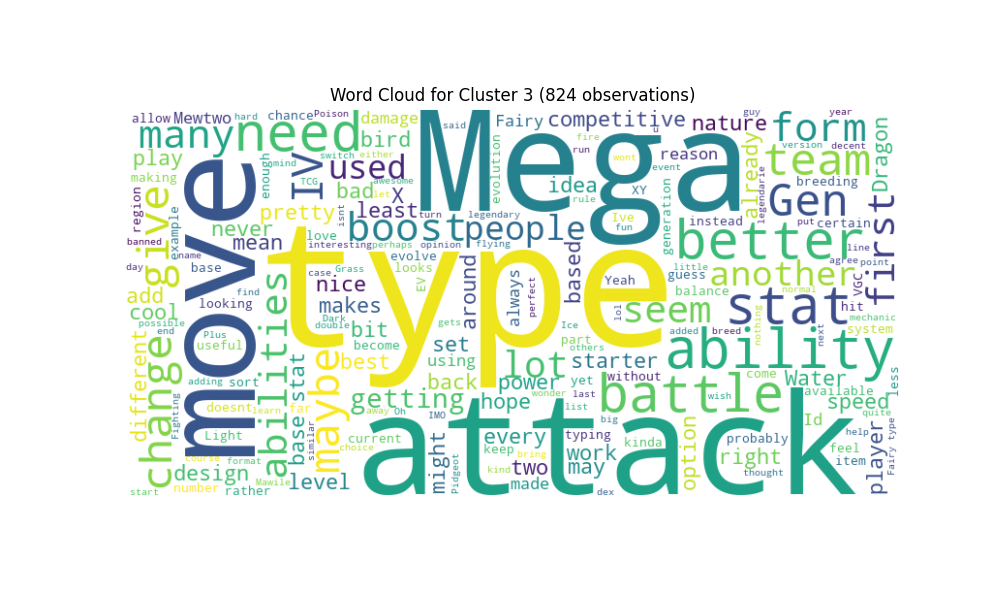 Word Cloud for Cluster 3 (824 observations)
allow Mewtwo hard chance Poison Mega said Fairy competitive guy year
many need bird damage nature form
switch either fire version decent
play enough mind IV used evolution run wont reason team Dragon
making TCG awesome let idea c event already breeding
region move give bad X XY rule generation legendarie Gen
pretty least turn legendary Ive fun instead put certain first
banned example never isnt boost people better line
mean love interesting perhaps opinion flying agree point
day name type evolve Yeah little guess another VGC
base case Grass looks around based balance
add find nice EV always perfect seem stat normal hit
cool looking makes lol mechanic
possible Plus Dark double gets Ice added breed nothing next system
end useful abilities bit set part ability
change different become using others
adding sort best back lot starter come Water less
power yet without available
Fighting doesnt learn far maybe getting hope wonder last battle wish speed quite
base stat away Oh IMO list big Id
Light similar current every typing kinda probably help
course format choice might keep work option right player feel Fairy type
design kind bring two may thought item
number Mawile level Pidgeot made
start rather attack dex